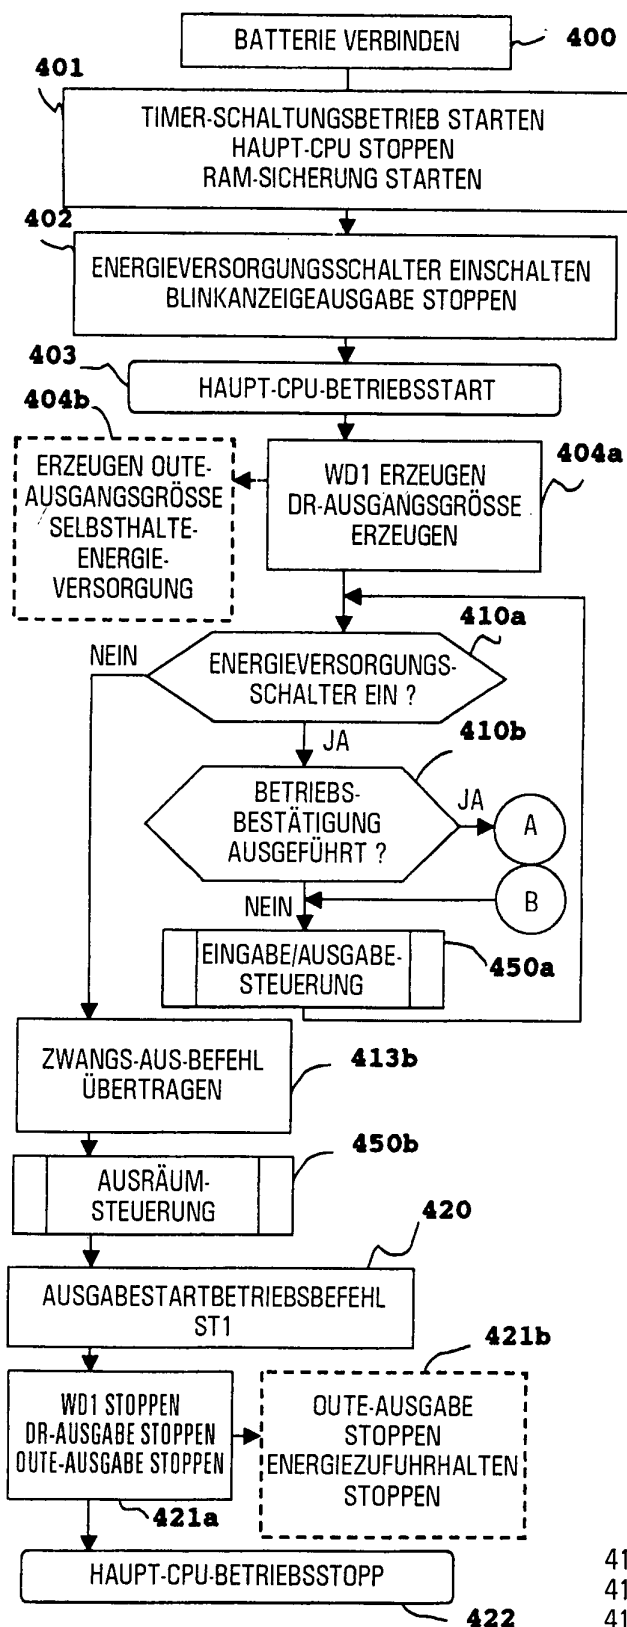 BATTERIE VERBINDEN
400
401
TIMER-SCHALTUNGSBETRIEB STARTEN
HAUPT-CPU STOPPEN
RAM-SICHERUNG STARTEN
402
ENERGIEVERSORGUNGSSCHALTER EINSCHALTEN
BLINKANZEIGEAUSGABE STOPPEN
403
HAUPT-CPU-BETRIEBSSTART
404b
ERZEUGEN OUTE-
AUSGANGSGRÖSSE
SELBSTHALTE-
ENERGIE-
VERSORGUNG
WD1 ERZEUGEN
DR-AUSGANGSGRÖSSE
ERZEUGEN
404a
410a
NEIN
ENERGIEVERSORGUNGS-
SCHALTER EIN ?
JA
410b
BETRIEBS-
BESTÄTIGUNG
AUSGEFÜHRT ?
JA
A
B
NEIN
EINGABE/AUSGABE-
STEUERUNG
450a
ZWANGS-AUS-BEFEHL
ÜBERTRAGEN
413b
450b
AUSRÄUM-
STEUERUNG
420
AUSGABESTARTBETRIEBSBEFEHL
ST1
421b
WD1 STOPPEN
DR-AUSGABE STOPPEN
OUTE-AUSGABE STOPPEN
421a
OUTE-AUSGABE
STOPPEN
ENERGIEZUFUHRHALTEN
STOPPEN
HAUPT-CPU-BETRIEBSSTOPP
422
41
41
41